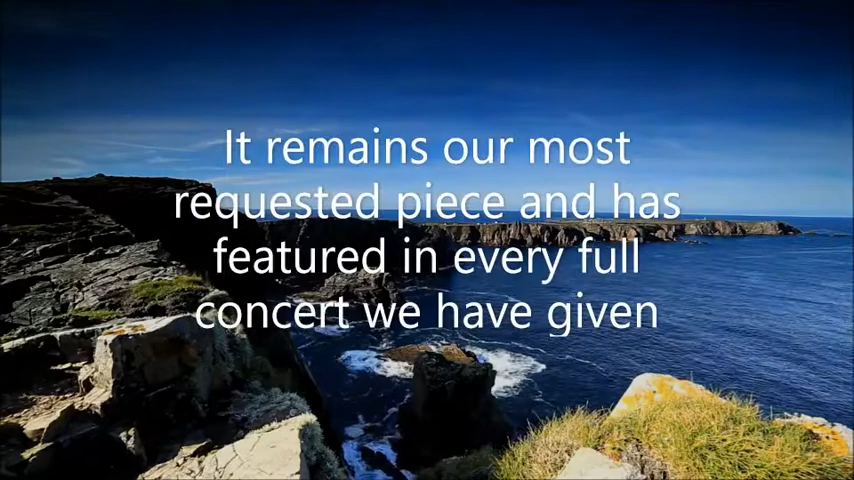 It remains our most
requested piece and has
featured in every full
concert we have given